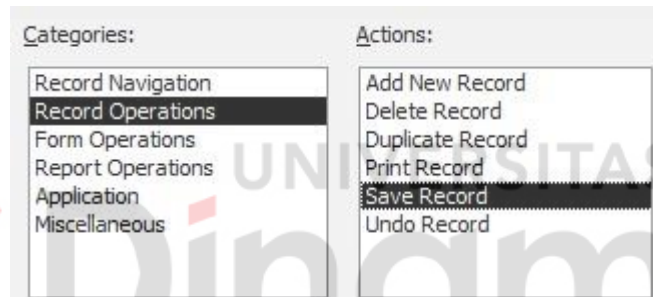 Categories:
Record Navigation
Record Operations
Form Operations
Report Operations
Application
Miscellaneous
Actions:
Add New Record
Delete Record
Duplicate Record
Print Record
Save Record
Undo Record
UNIVERSITAS
Dinam